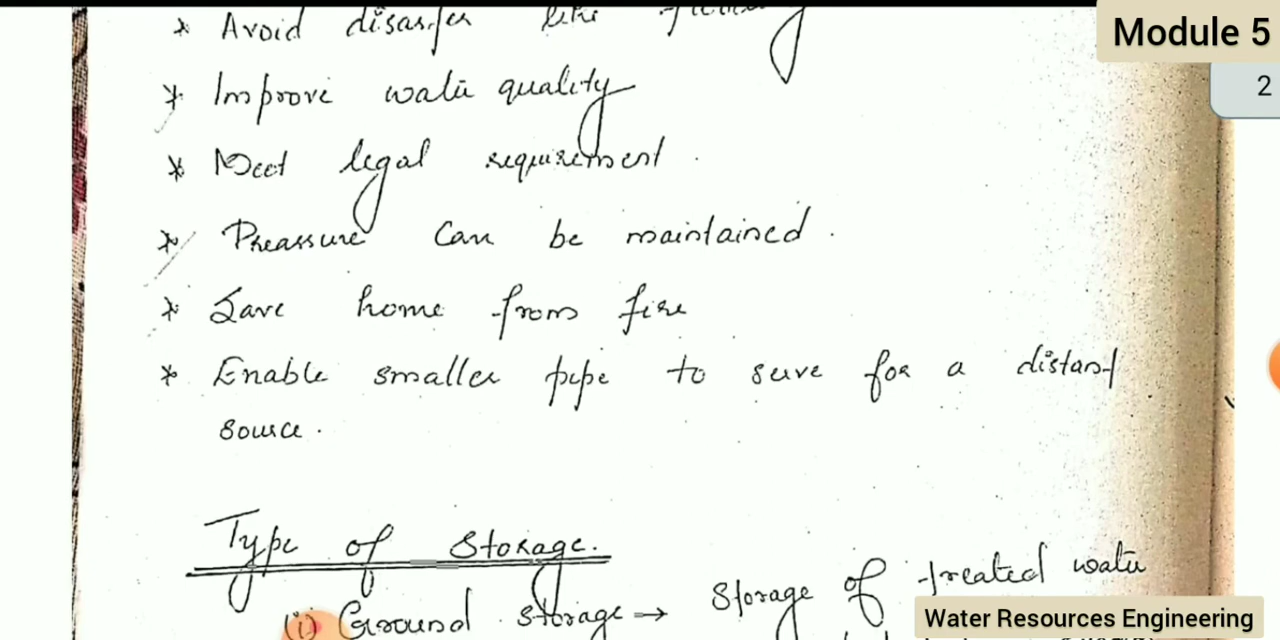 * Avoid disaster like
Module 5
2
* Improve water quality
* Meet legal requirement.
* Preassure can be maintained.
* Save home from fire
* Enable smaller pipe to serve for a distant
source.
Type of Storage.
(i) Ground storage → Storage of treated water
Water Resources Engineering